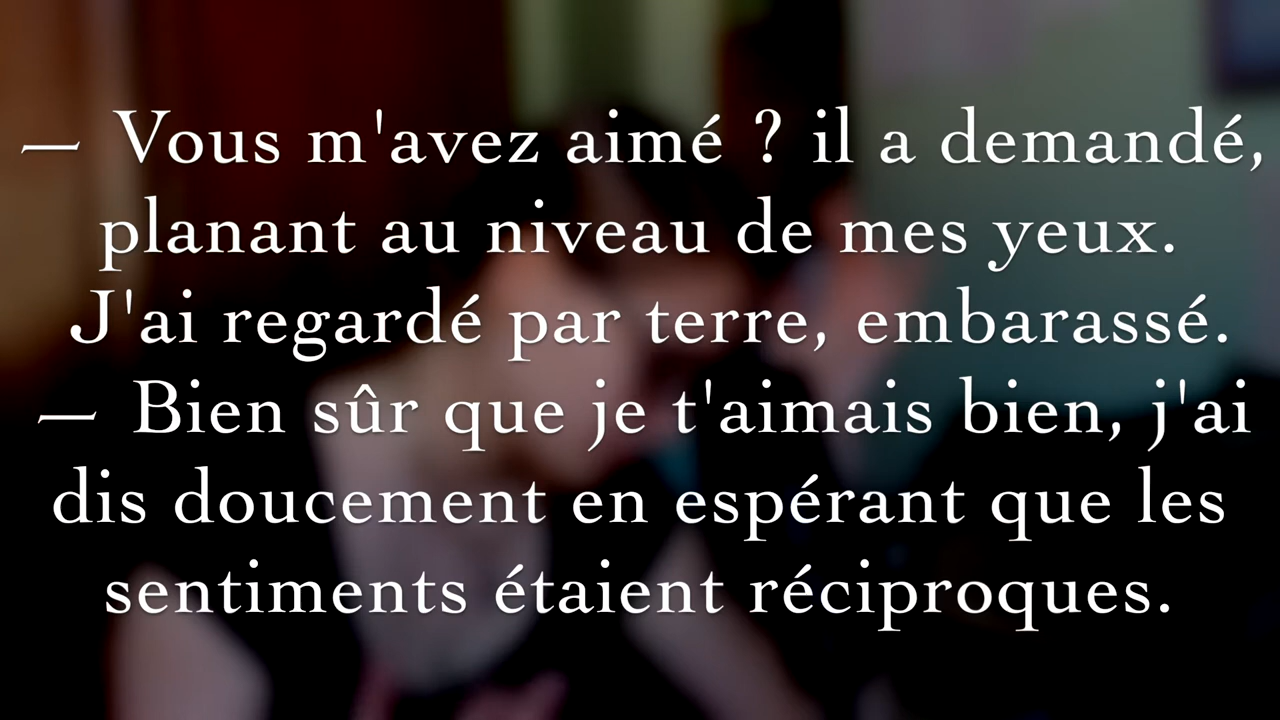 — Vous m'avez aimé ? il a demandé,
planant au niveau de mes yeux.
J'ai regardé par terre, embarassé.
— Bien sûr que je t'aimais bien, j'ai
dis doucement en espérant que les
sentiments étaient réciproques.